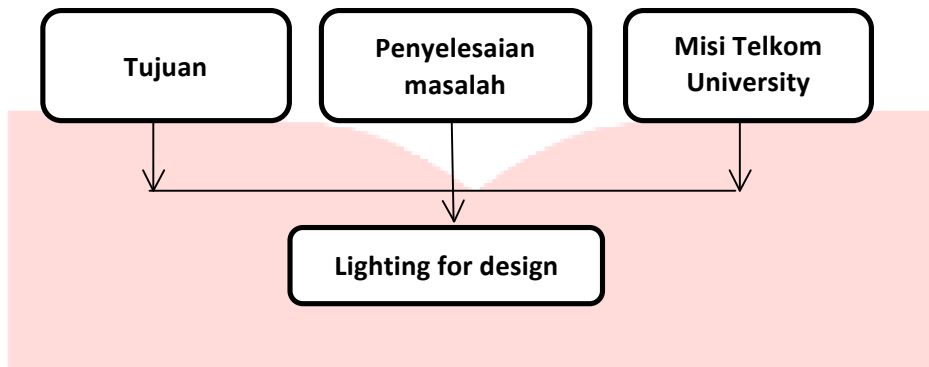 Tujuan
Penyelesaian
masalah
Misi Telkom
University
Lighting for design